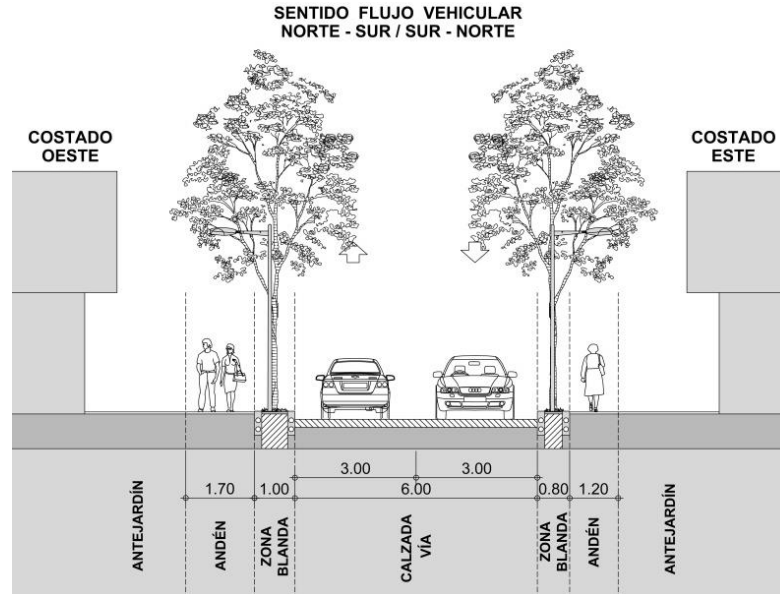 SENTIDO FLUJO VEHICULAR
NORTE - SUR / SUR - NORTE
COSTADO
OESTE
COSTADO
ESTE
3.00
3.00
1.70
1.00
6.00
0.80
1.20
ANTEJARDÍN
ANDÉN
ZONA
BLANDA
CALZADA
VÍA
ZONA
BLANDA
ANDÉN
ANTEJARDÍN